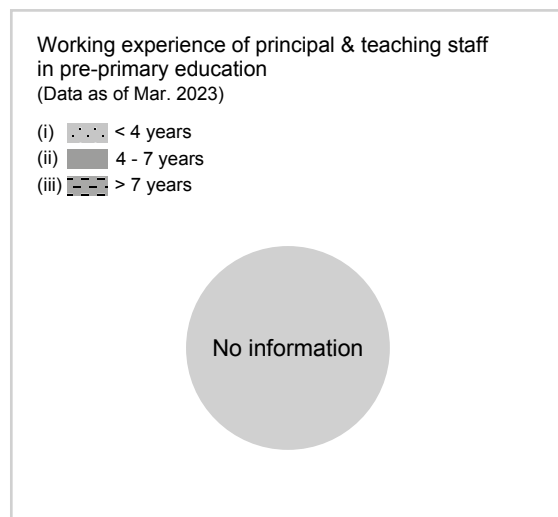 Working experience of principal & teaching staff
in pre-primary education
(Data as of Mar. 2023)
(i) < 4 years
(ii) 4 - 7 years
(iii) > 7 years
No information